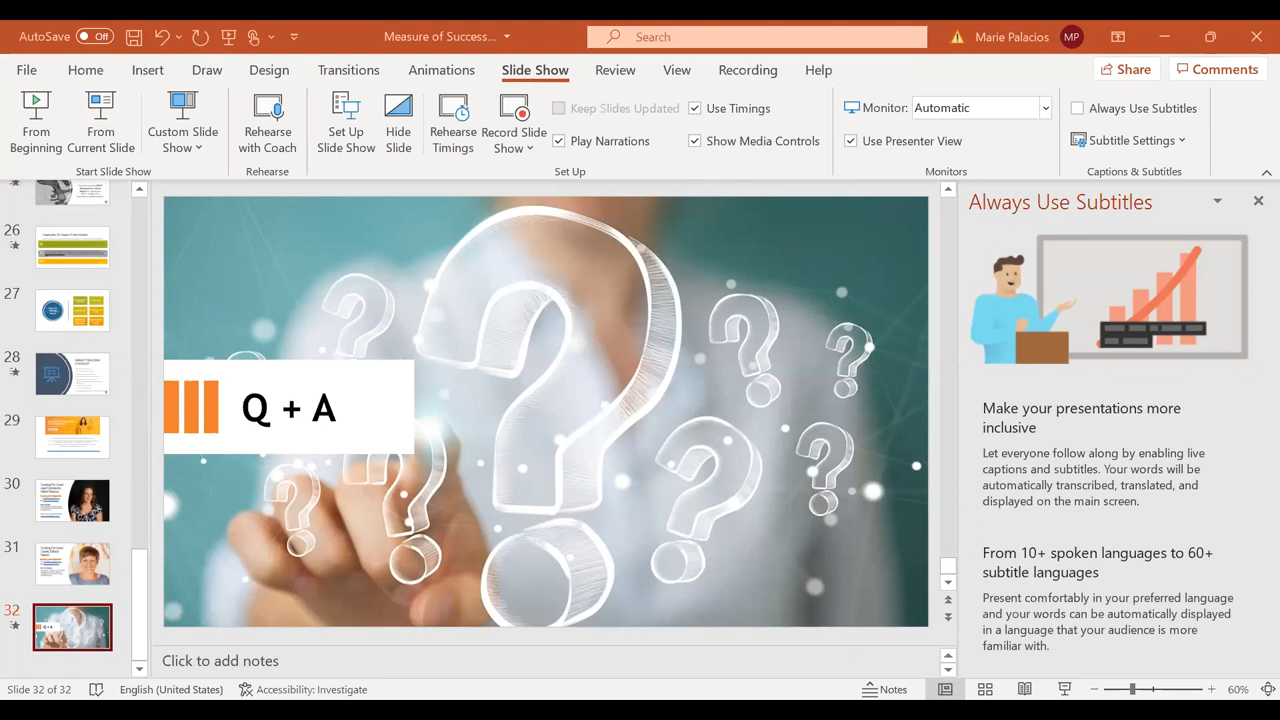 AutoSave Off Measure of Success... Search Marie Palacios MP
File Home Insert Draw Design Transitions Animations Slide Show Review View Recording Help Share Comments
From Beginning
From Current Slide
Custom Slide Show
Start Slide Show
Rehearse with Coach
Rehearse
Set Up Slide Show
Hide Slide
Rehearse Timings
Record Slide Show
Keep Slides Updated
Play Narrations
Use Timings
Show Media Controls
Set Up
Monitor: Automatic
Use Presenter View
Monitors
Always Use Subtitles
Subtitle Settings
Captions & Subtitles
26
27
28
29
30
31
32
Q + A
Q + A
Click to add notes
Always Use Subtitles
Make your presentations more
inclusive
Let everyone follow along by enabling live
captions and subtitles. Your words will be
automatically transcribed, translated, and
displayed on the main screen.
From 10+ spoken languages to 60+
subtitle languages
Present comfortably in your preferred language
and your words can be automatically displayed
in a language that your audience is more
familiar with.
Slide 32 of 32 English (United States) Accessibility: Investigate Notes 60%